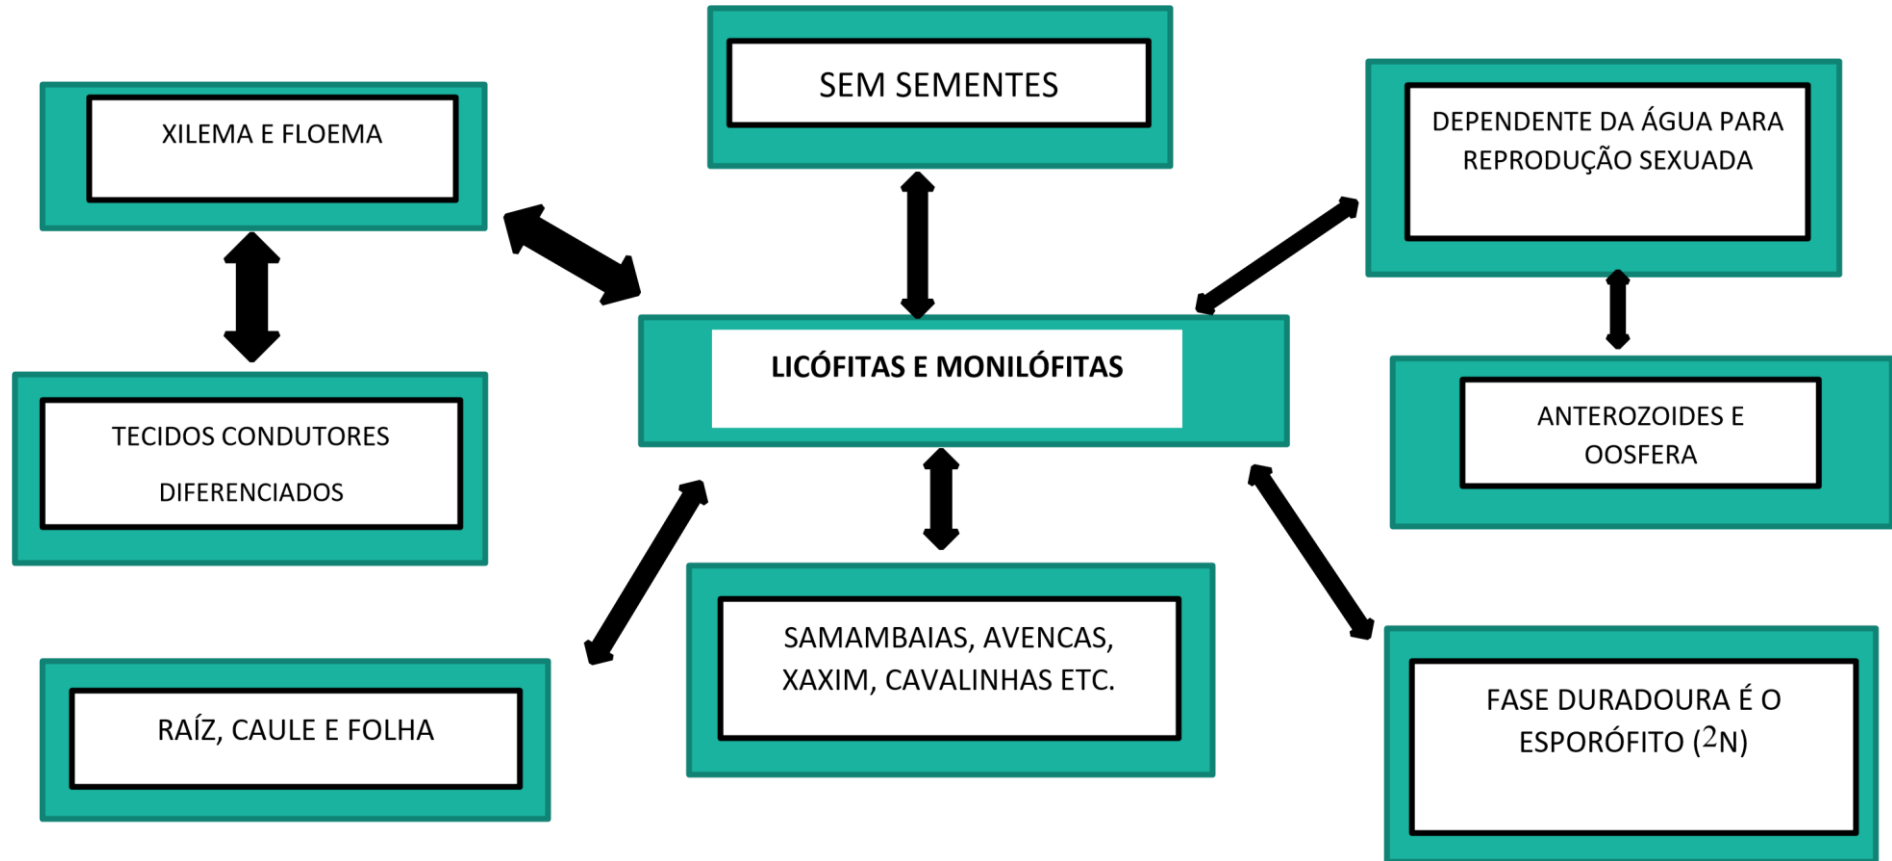 SEM SEMENTES
XILEMA E FLOEMA
DEPENDENTE DA ÁGUA PARA
REPRODUÇÃO SEXUADA
LICÓFITAS E MONILÓFITAS
TECIDOS CONDUTORES
DIFERENCIADOS
ANTEROZOIDES E
OOSFERA
SAMAMBAIAS, AVENCAS,
XAXIM, CAVALINHAS ETC.
RAÍZ, CAULE E FOLHA
FASE DURADOURA É O
ESPORÓFITO (2N)